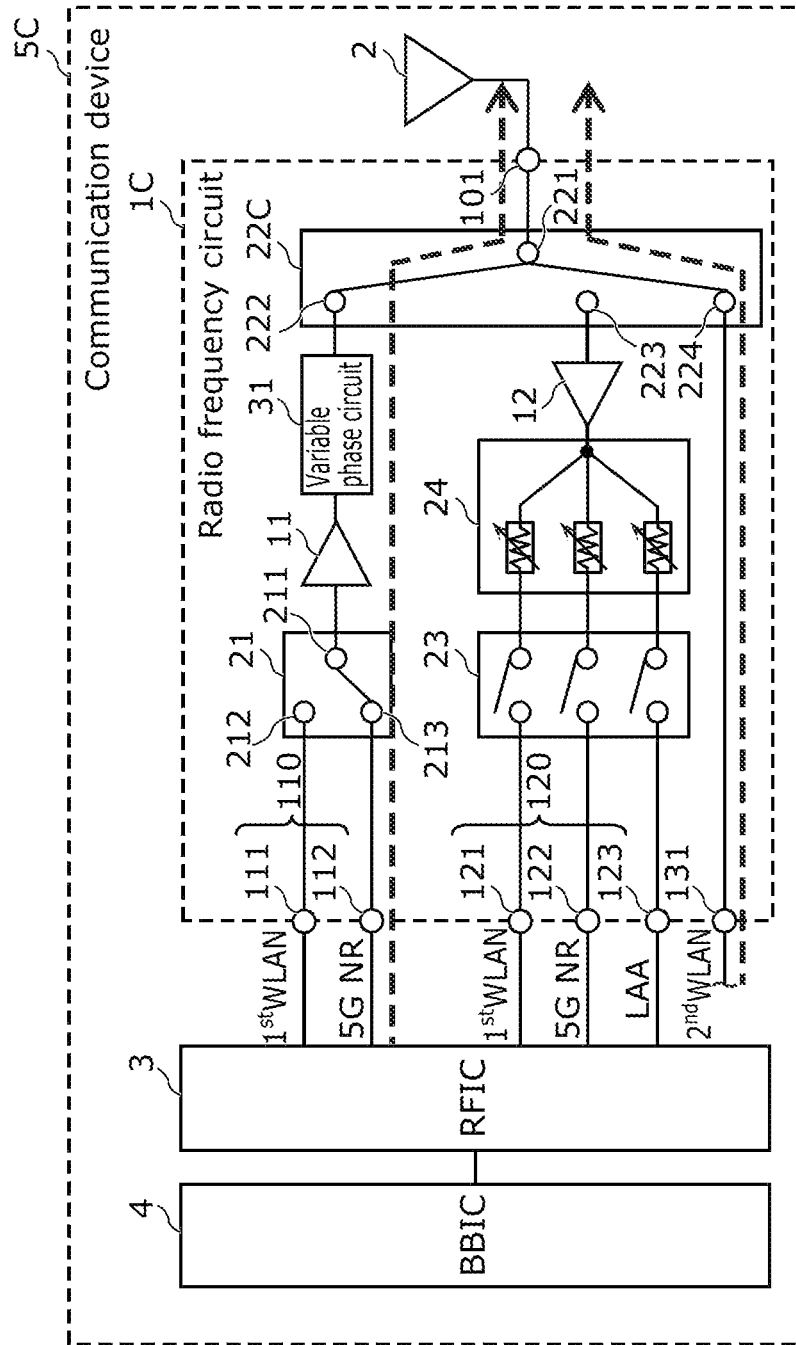 5C
Communication device
1C
Radio frequency circuit
22C
2
101
221
222
31
Variable
phase circuit
223
224
11
12
211
24
21
212
213
23
110
120
111
112
121
122
123
131
1stWLAN
5G NR
1stWLAN
5G NR
LAA
2ndWLAN
3
RFIC
4
BBIC